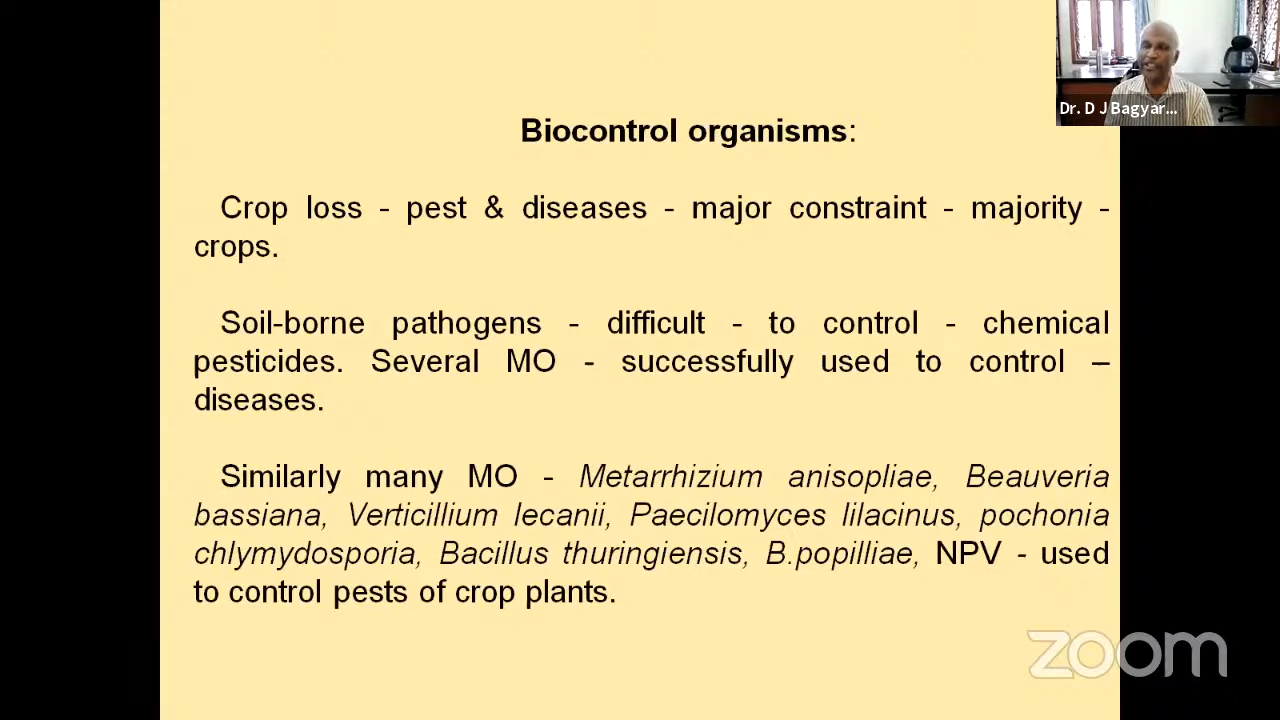 Dr. D J Bagyar...
Biocontrol organisms:
Crop loss - pest & diseases - major constraint - majority -
crops.
Soil-borne pathogens - difficult - to control - chemical
pesticides. Several MO - successfully used to control –
diseases.
Similarly many MO - Metarrhizium anisopliae, Beauveria
bassiana, Verticillium lecanii, Paecilomyces lilacinus, pochonia
chlymydosporia, Bacillus thuringiensis, B.popilliae, NPV - used
to control pests of crop plants.
zoom